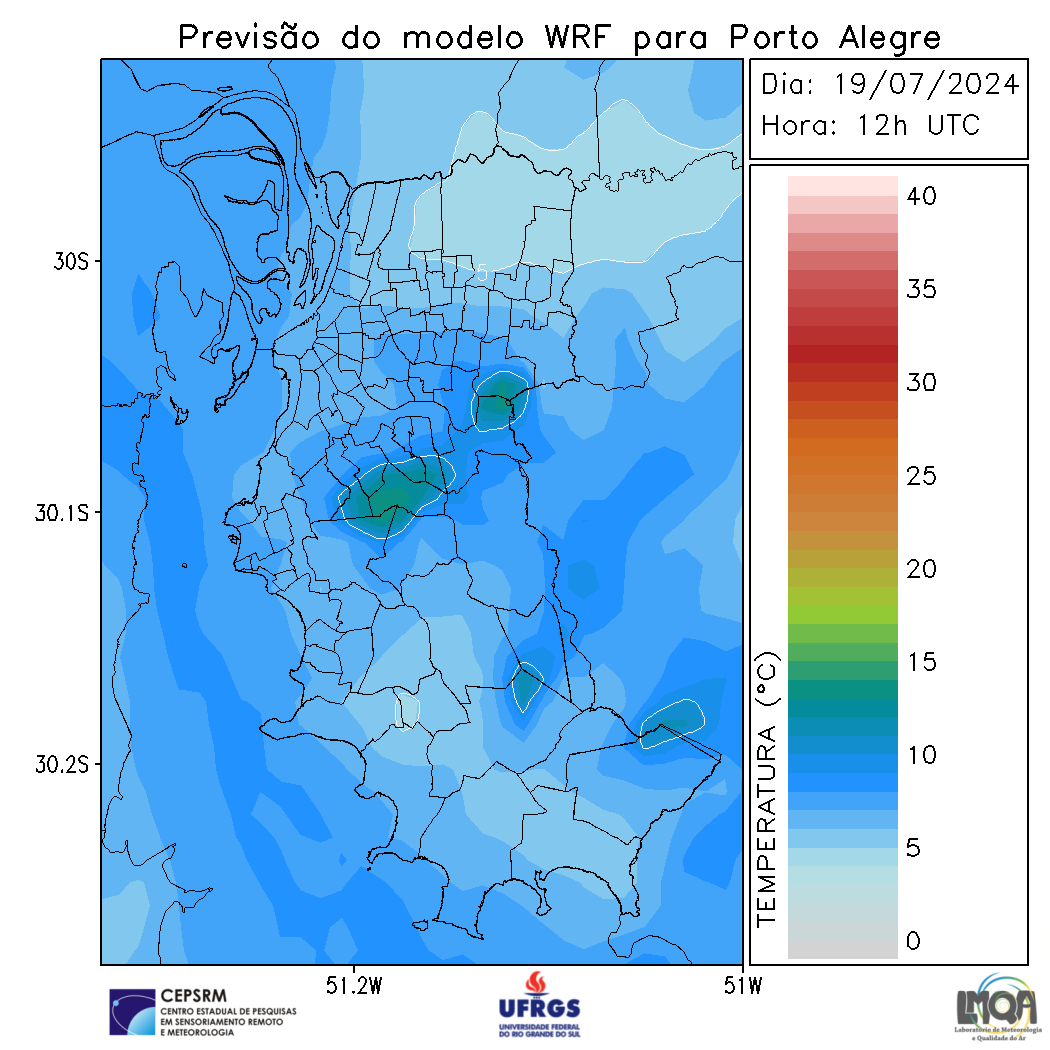 Previsão do modelo WRF para Porto Alegre
Dia: 19/07/2024
Hora: 12h UTC
40
35
30
25
20
15
10
5
0
TEMPERATURA (°C)
30S
30.1S
30.2S
5
51.2W
51W
CEPSRM
CENTRO ESTADUAL DE PESQUISAS
EM SENSORIAMENTO REMOTO
E METEOROLOGIA
UFRGS
UNIVERSIDADE FEDERAL
DO RIO GRANDE DO SUL
LMQA
Laboratório de Meteorologia
e Qualidade do Ar